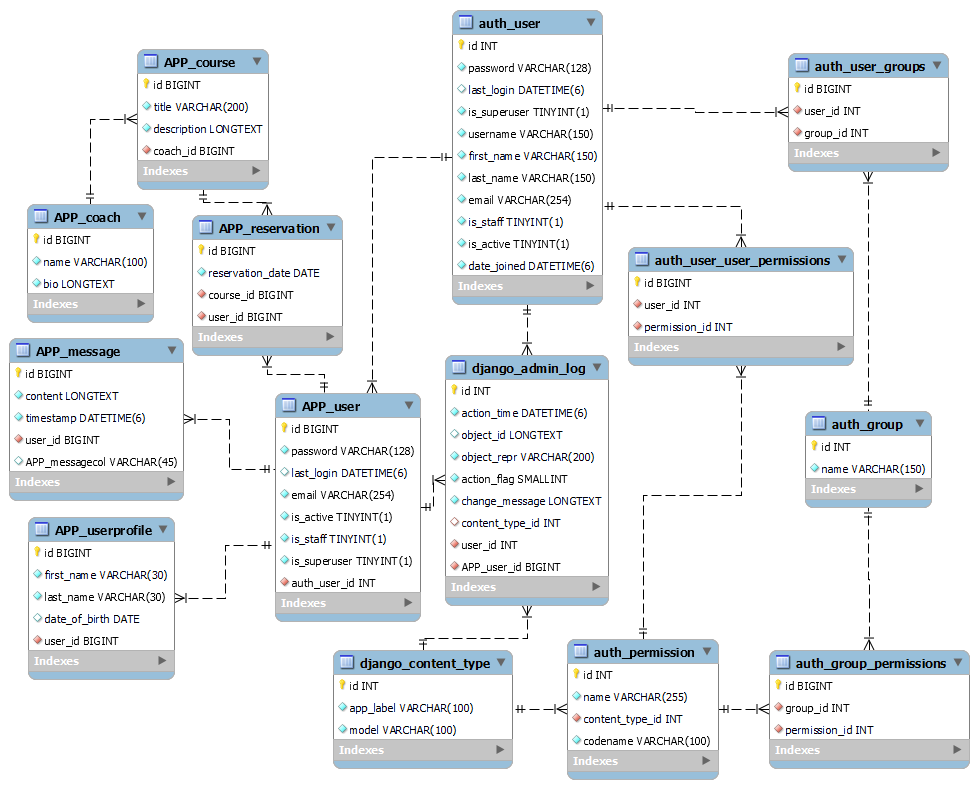 auth_user
id INT
password VARCHAR(128)
last_login DATETIME(6)
is_superuser TINYINT(1)
username VARCHAR(150)
first_name VARCHAR(150)
last_name VARCHAR(150)
email VARCHAR(254)
is_staff TINYINT(1)
is_active TINYINT(1)
date_joined DATETIME(6)
Indexes
APP_course
id BIGINT
title VARCHAR(200)
description LONGTEXT
coach_id BIGINT
Indexes
auth_user_groups
id BIGINT
user_id INT
group_id INT
Indexes
APP_coach
id BIGINT
name VARCHAR(100)
bio LONGTEXT
Indexes
APP_reservation
id BIGINT
reservation_date DATE
course_id BIGINT
user_id BIGINT
Indexes
auth_user_user_permissions
id BIGINT
user_id INT
permission_id INT
Indexes
APP_message
id BIGINT
content LONGTEXT
timestamp DATETIME(6)
user_id BIGINT
APP_messagecol VARCHAR(45)
Indexes
APP_user
id BIGINT
password VARCHAR(128)
last_login DATETIME(6)
email VARCHAR(254)
is_active TINYINT(1)
is_staff TINYINT(1)
is_superuser TINYINT(1)
auth_user_id INT
Indexes
django_admin_log
id INT
action_time DATETIME(6)
object_id LONGTEXT
object_repr VARCHAR(200)
action_flag SMALLINT
change_message LONGTEXT
content_type_id INT
user_id INT
APP_user_id BIGINT
Indexes
auth_group
id INT
name VARCHAR(150)
Indexes
APP_userprofile
id BIGINT
first_name VARCHAR(30)
last_name VARCHAR(30)
date_of_birth DATE
user_id BIGINT
Indexes
django_content_type
id INT
app_label VARCHAR(100)
model VARCHAR(100)
Indexes
auth_permission
id INT
name VARCHAR(255)
content_type_id INT
codename VARCHAR(100)
Indexes
auth_group_permissions
id BIGINT
group_id INT
permission_id INT
Indexes